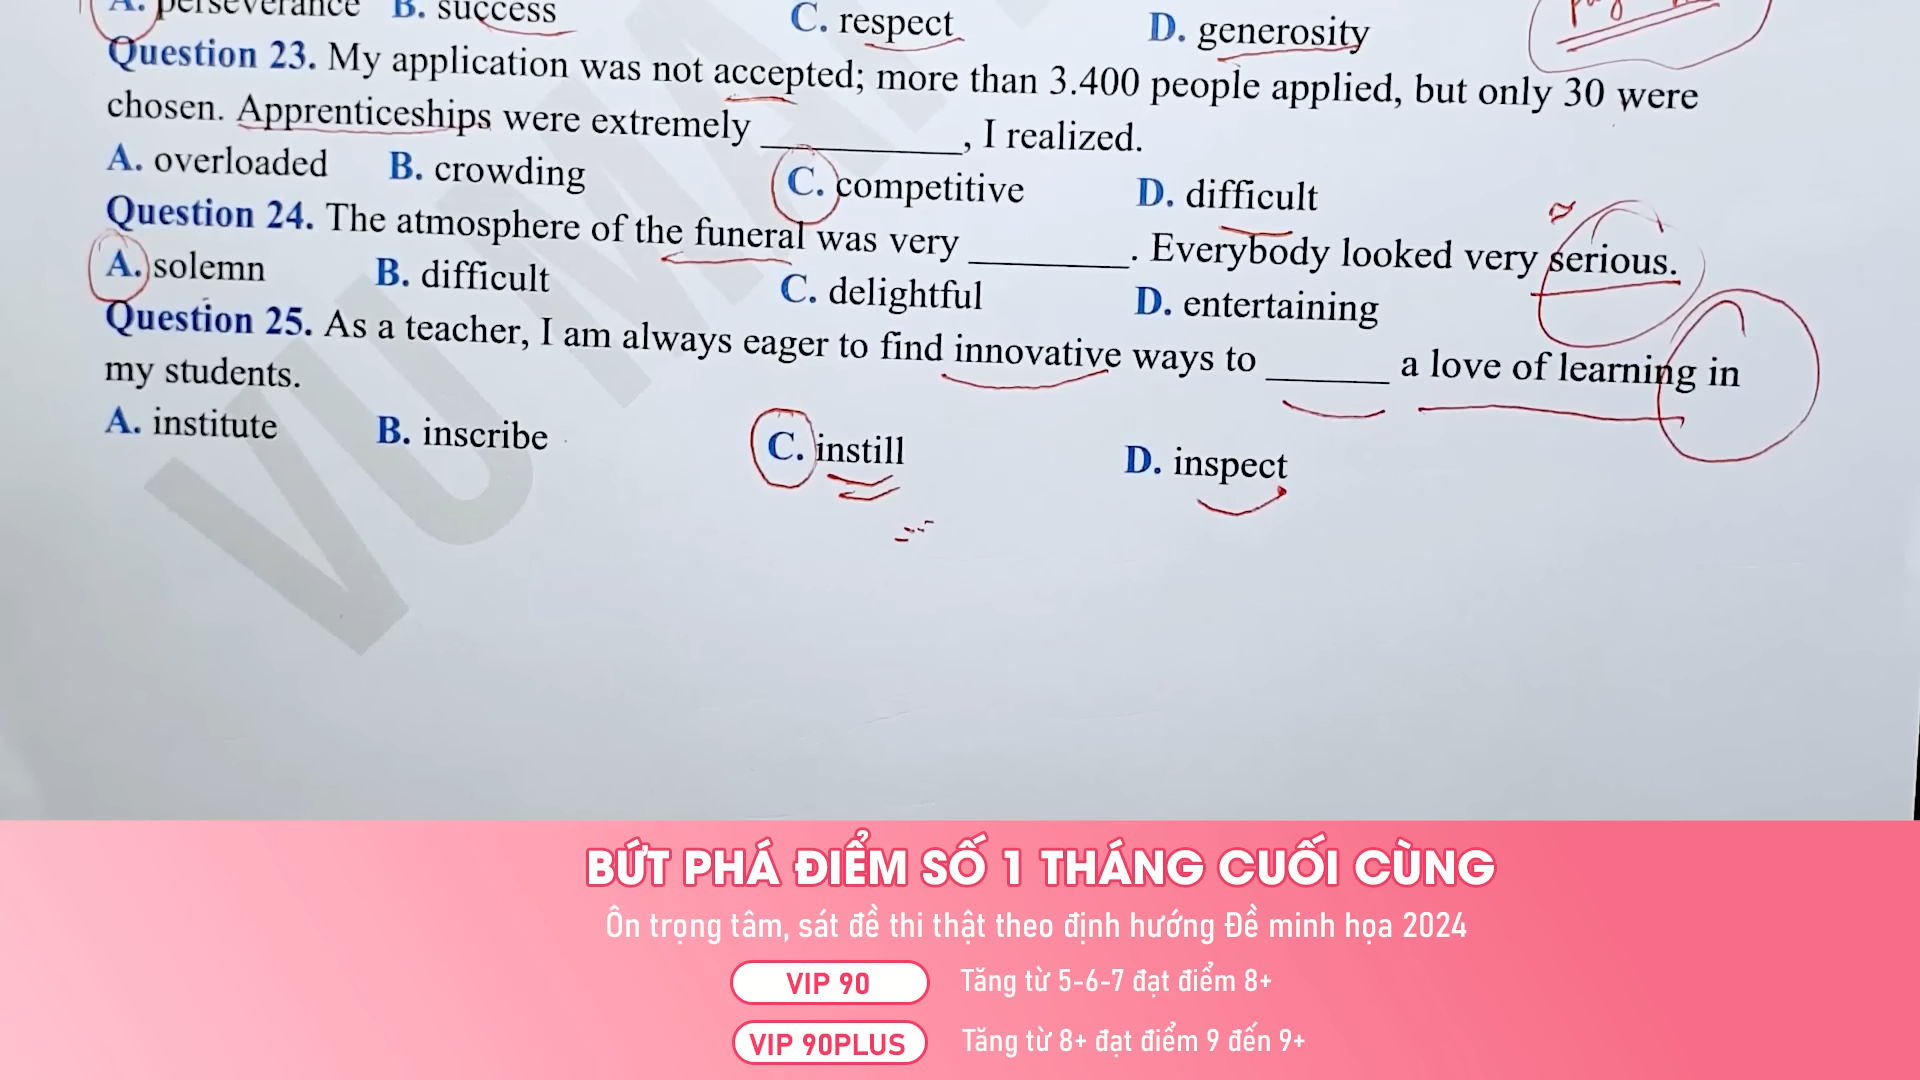 A. perseverance B. success C. respect D. generosity
Question 23. My application was not accepted; more than 3.400 people applied, but only 30 were
chosen. Apprenticeships were extremely __________, I realized.
A. overloaded B. crowding C. competitive D. difficult
Question 24. The atmosphere of the funeral was very ________. Everybody looked very serious.
A. solemn B. difficult C. delightful D. entertaining
Question 25. As a teacher, I am always eager to find innovative ways to ______ a love of learning in
my students.
A. institute B. inscribe C. instill D. inspect
VU MA
BỨT PHÁ ĐIỂM SỐ 1 THÁNG CUỐI CÙNG
Ôn trọng tâm, sát đề thi thật theo định hướng Đề minh họa 2024
VIP 90 Tăng từ 5-6-7 đạt điểm 8+
VIP 90PLUS Tăng từ 8+ đạt điểm 9 đến 9+